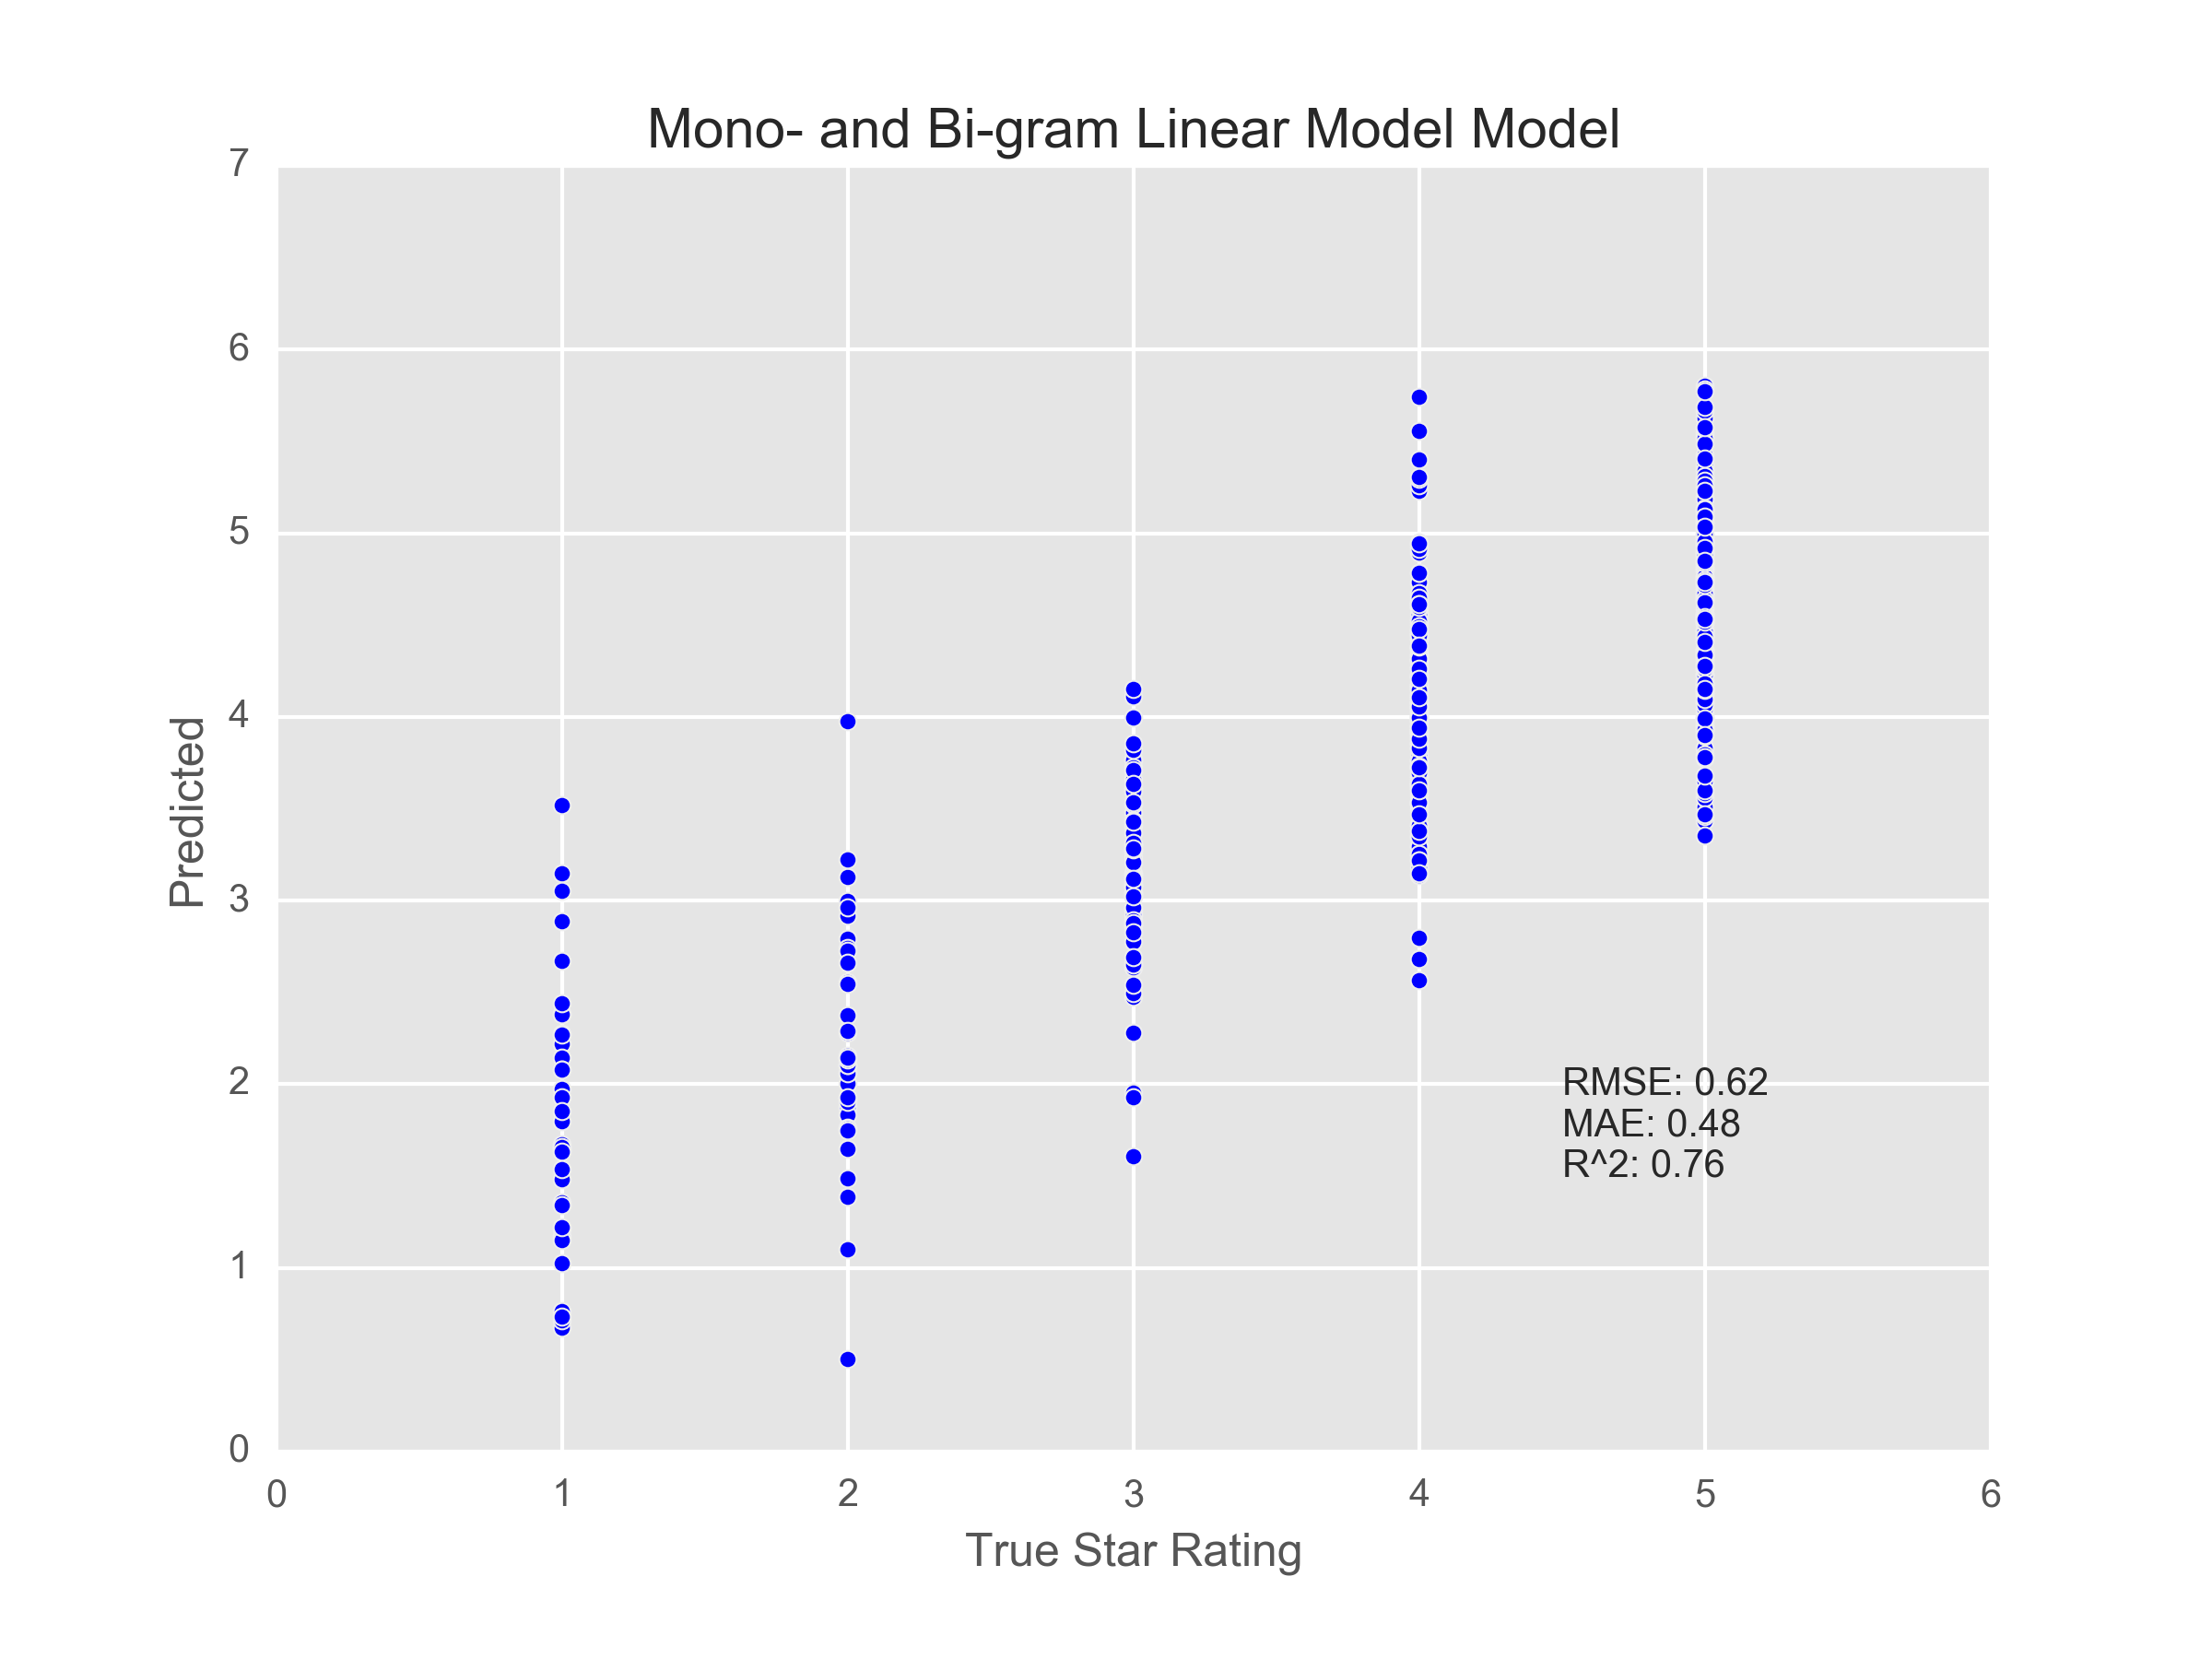 Mono- and Bi-gram Linear Model Model
7
6
5
4
3
2
1
0
Predicted
RMSE: 0.62
MAE: 0.48
R^2: 0.76
0 1 2 3 4 5 6
True Star Rating